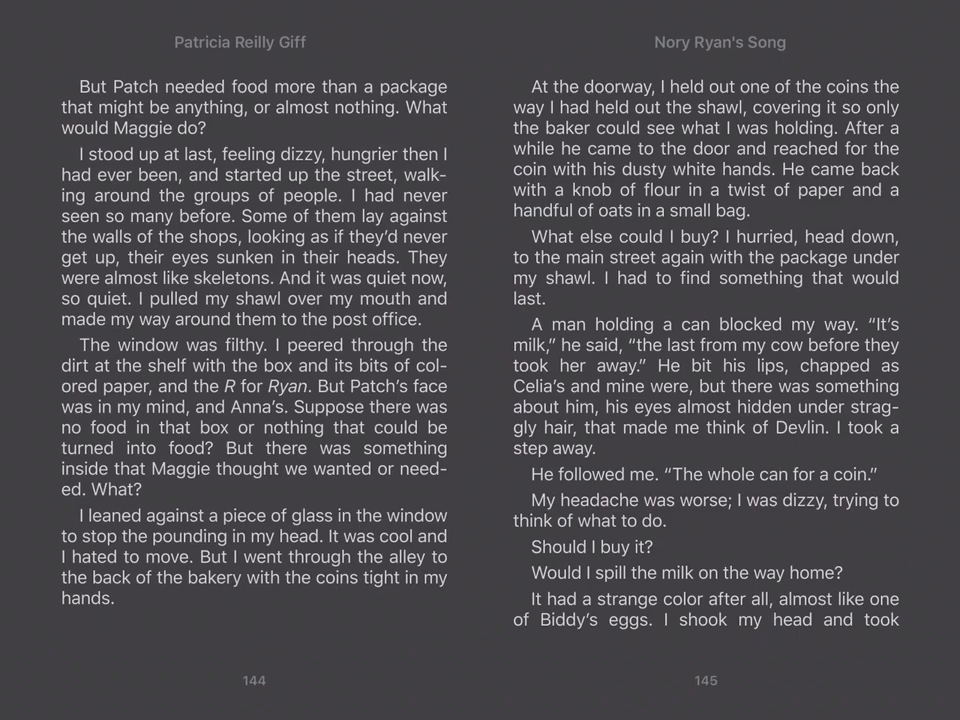 Patricia Reilly Giff
But Patch needed food more than a package
that might be anything, or almost nothing. What
would Maggie do?
I stood up at last, feeling dizzy, hungrier then I
had ever been, and started up the street, walk-
ing around the groups of people. I had never
seen so many before. Some of them lay against
the walls of the shops, looking as if they’d never
get up, their eyes sunken in their heads. They
were almost like skeletons. And it was quiet now,
so quiet. I pulled my shawl over my mouth and
made my way around them to the post office.
The window was filthy. I peered through the
dirt at the shelf with the box and its bits of col-
ored paper, and the R for Ryan. But Patch’s face
was in my mind, and Anna’s. Suppose there was
no food in that box or nothing that could be
turned into food? But there was something
inside that Maggie thought we wanted or need-
ed. What?
I leaned against a piece of glass in the window
to stop the pounding in my head. It was cool and
I hated to move. But I went through the alley to
the back of the bakery with the coins tight in my
hands.
144
Nory Ryan's Song
At the doorway, I held out one of the coins the
way I had held out the shawl, covering it so only
the baker could see what I was holding. After a
while he came to the door and reached for the
coin with his dusty white hands. He came back
with a knob of flour in a twist of paper and a
handful of oats in a small bag.
What else could I buy? I hurried, head down,
to the main street again with the package under
my shawl. I had to find something that would
last.
A man holding a can blocked my way. “It’s
milk,” he said, “the last from my cow before they
took her away.” He bit his lips, chapped as
Celia’s and mine were, but there was something
about him, his eyes almost hidden under strag-
gly hair, that made me think of Devlin. I took a
step away.
He followed me. “The whole can for a coin.”
My headache was worse; I was dizzy, trying to
think of what to do.
Should I buy it?
Would I spill the milk on the way home?
It had a strange color after all, almost like one
of Biddy’s eggs. I shook my head and took
145